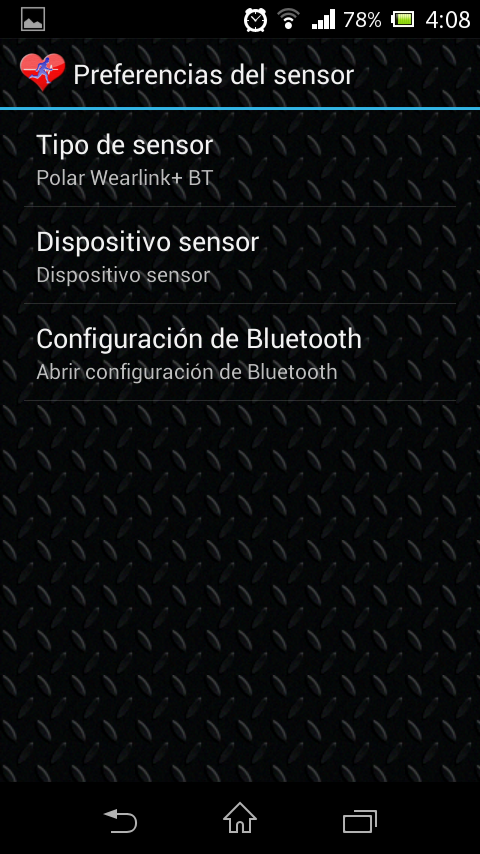 78% 4:08
Preferencias del sensor
Tipo de sensor
Polar Wearlink+ BT
Dispositivo sensor
Dispositivo sensor
Configuración de Bluetooth
Abrir configuración de Bluetooth